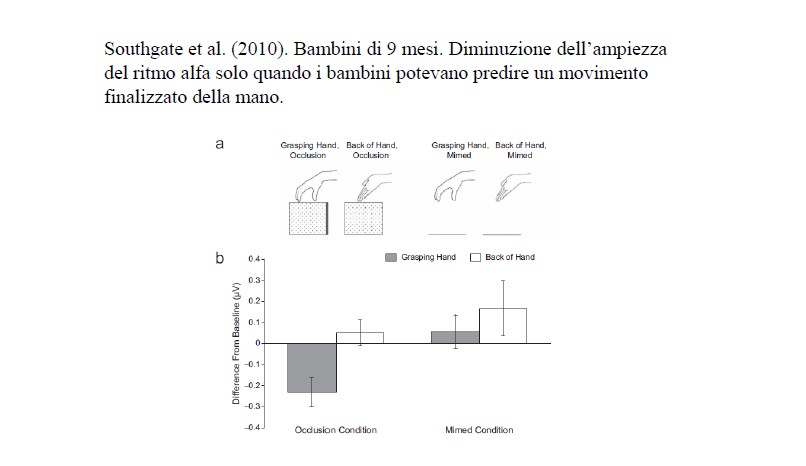 Southgate et al. (2010). Bambini di 9 mesi. Diminuzione dell’ampiezza
del ritmo alfa solo quando i bambini potevano predire un movimento
finalizzato della mano.
a
Grasping Hand, Occlusion
Back of Hand, Occlusion
Grasping Hand, Mimed
Back of Hand, Mimed
b
Grasping Hand
Back of Hand
Difference From Baseline (µV)
0.4
0.3
0.2
0.1
0
–0.1
–0.2
–0.3
–0.4
Occlusion Condition
Mimed Condition